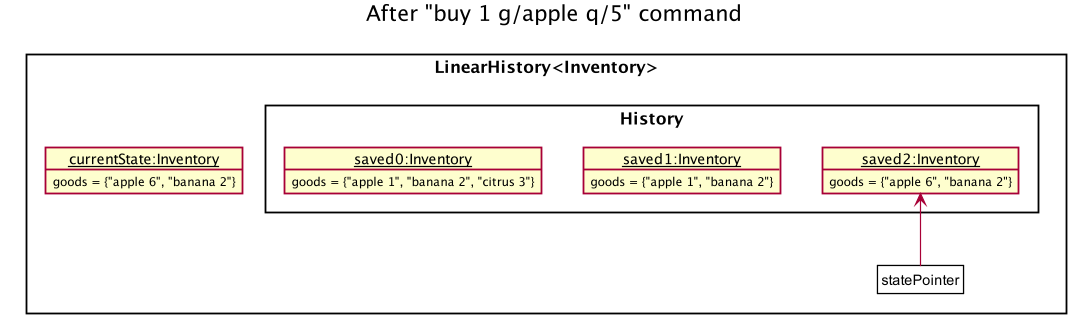 After "buy 1 g/apple q/5" command
LinearHistory<Inventory>
History
currentState:Inventory
goods = {"apple 6", "banana 2"}
saved0:Inventory
goods = {"apple 1", "banana 2", "citrus 3"}
saved1:Inventory
goods = {"apple 1", "banana 2"}
saved2:Inventory
goods = {"apple 6", "banana 2"}
statePointer